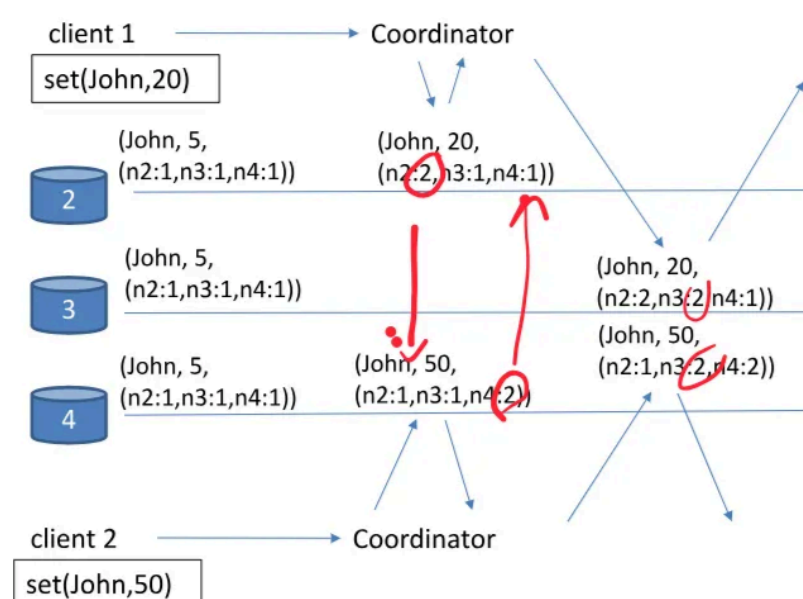 client 1
Coordinator
set(John,20)
(John, 5,
(n2:1,n3:1,n4:1))
(John, 20,
(n2:2,n3:1,n4:1))
2
(John, 5,
(n2:1,n3:1,n4:1))
(John, 20,
(n2:2,n3:2,n4:1))
3
(John, 50,
(n2:1,n3:2,n4:2))
(John, 5,
(n2:1,n3:1,n4:1))
(John, 50,
(n2:1,n3:1,n4:2))
4
client 2
Coordinator
set(John,50)